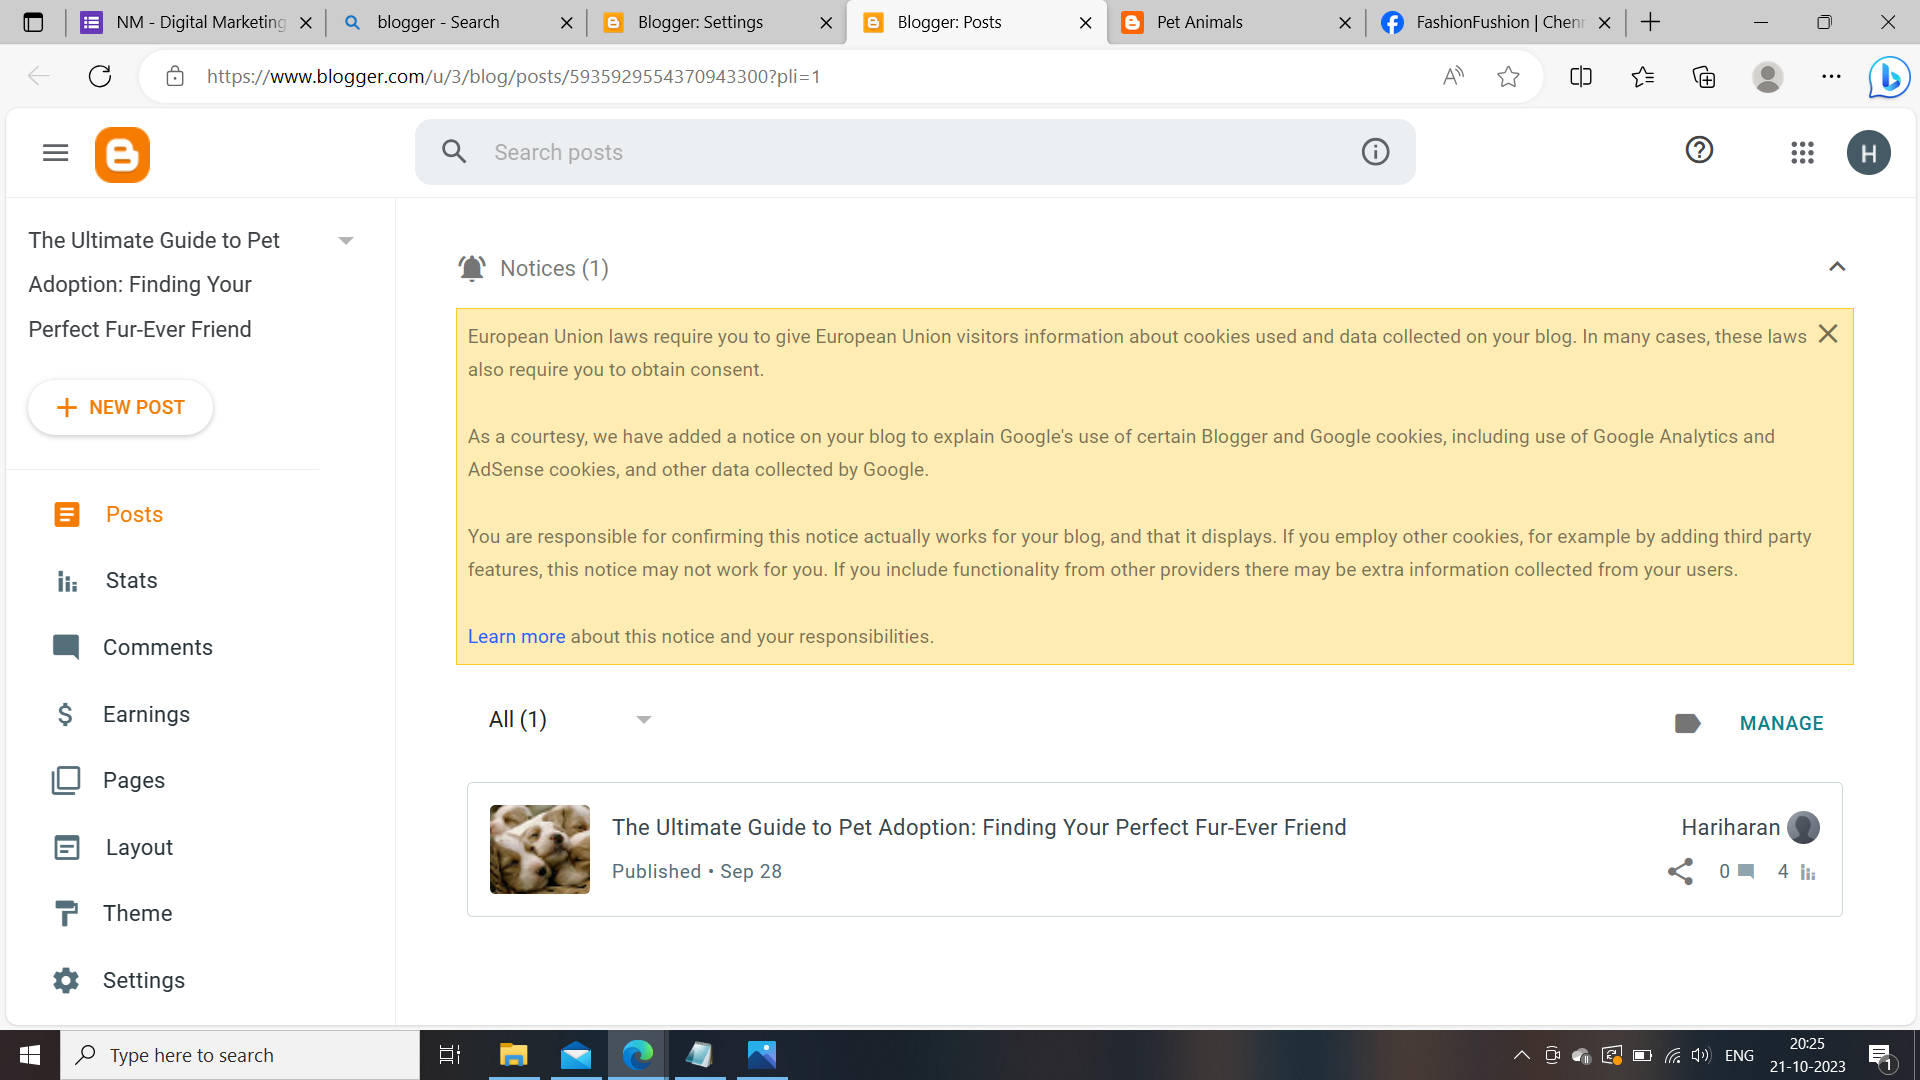 NM - Digital Marketing
blogger - Search
Blogger: Settings
Blogger: Posts
Pet Animals
FashionFushion | Chenn
https://www.blogger.com/u/3/blog/posts/5935929554370943300?pli=1
Search posts
H
The Ultimate Guide to Pet
Adoption: Finding Your
Perfect Fur-Ever Friend
NEW POST
Posts
Stats
Comments
Earnings
Pages
Layout
Theme
Settings
Notices (1)
European Union laws require you to give European Union visitors information about cookies used and data collected on your blog. In many cases, these laws
also require you to obtain consent.
As a courtesy, we have added a notice on your blog to explain Google's use of certain Blogger and Google cookies, including use of Google Analytics and
AdSense cookies, and other data collected by Google.
You are responsible for confirming this notice actually works for your blog, and that it displays. If you employ other cookies, for example by adding third party
features, this notice may not work for you. If you include functionality from other providers there may be extra information collected from your users.
Learn more about this notice and your responsibilities.
All (1)
MANAGE
The Ultimate Guide to Pet Adoption: Finding Your Perfect Fur-Ever Friend
Hariharan
Published • Sep 28
0
4
Type here to search
ENG
20:25
21-10-2023
1